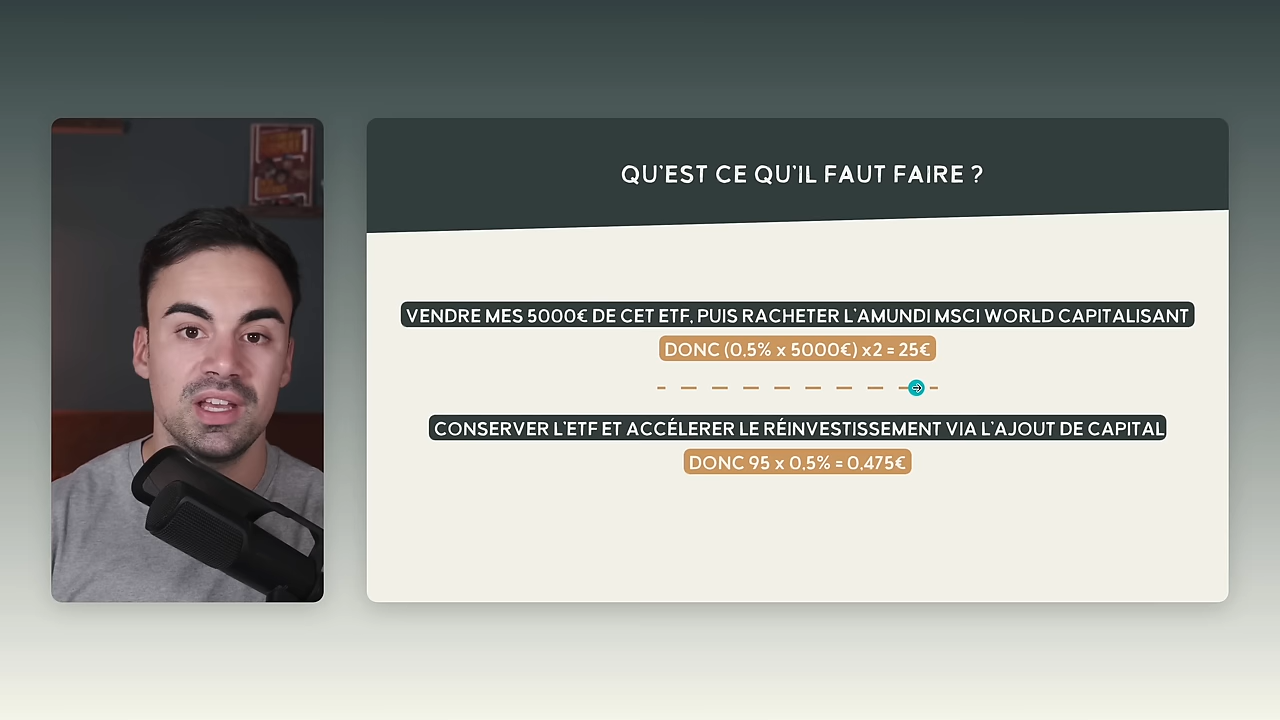 QU'EST CE QU'IL FAUT FAIRE ?
VENDRE MES 5000€ DE CET ETF, PUIS RACHETER L'AMUNDI MSCI WORLD CAPITALISANT
DONC (0,5% x 5000€) x2 = 25€
CONSERVER L'ETF ET ACCÉLERER LE RÉINVESTISSEMENT VIA L'AJOUT DE CAPITAL
DONC 95 x 0,5% = 0,475€